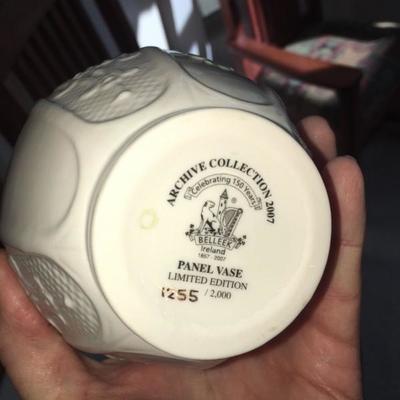 ARCHIVE COLLECTION 2007
Celebrating 150 Years
®
BELLEEK
Ireland
1857 - 2007
PANEL VASE
LIMITED EDITION
1255 / 2,000